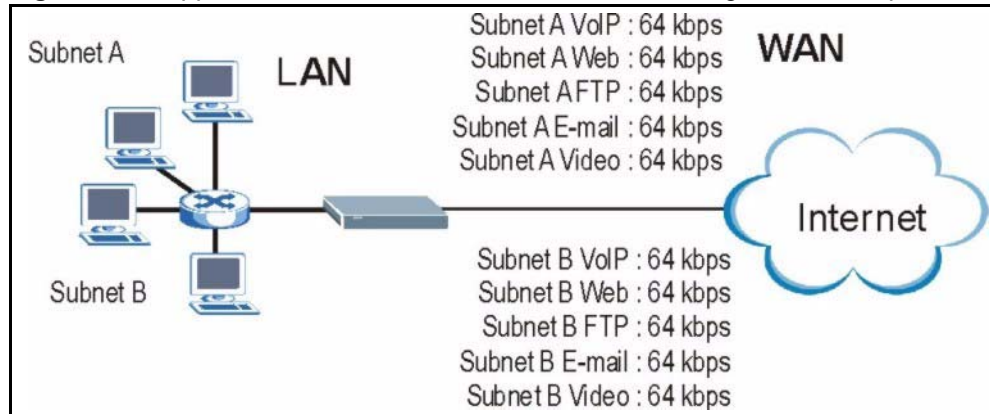 Subnet A
LAN
Subnet A VoIP : 64 kbps
Subnet A Web : 64 kbps
Subnet A FTP : 64 kbps
Subnet A E-mail : 64 kbps
Subnet A Video : 64 kbps
WAN
Internet
Subnet B
Subnet B VoIP : 64 kbps
Subnet B Web : 64 kbps
Subnet B FTP : 64 kbps
Subnet B E-mail : 64 kbps
Subnet B Video : 64 kbps